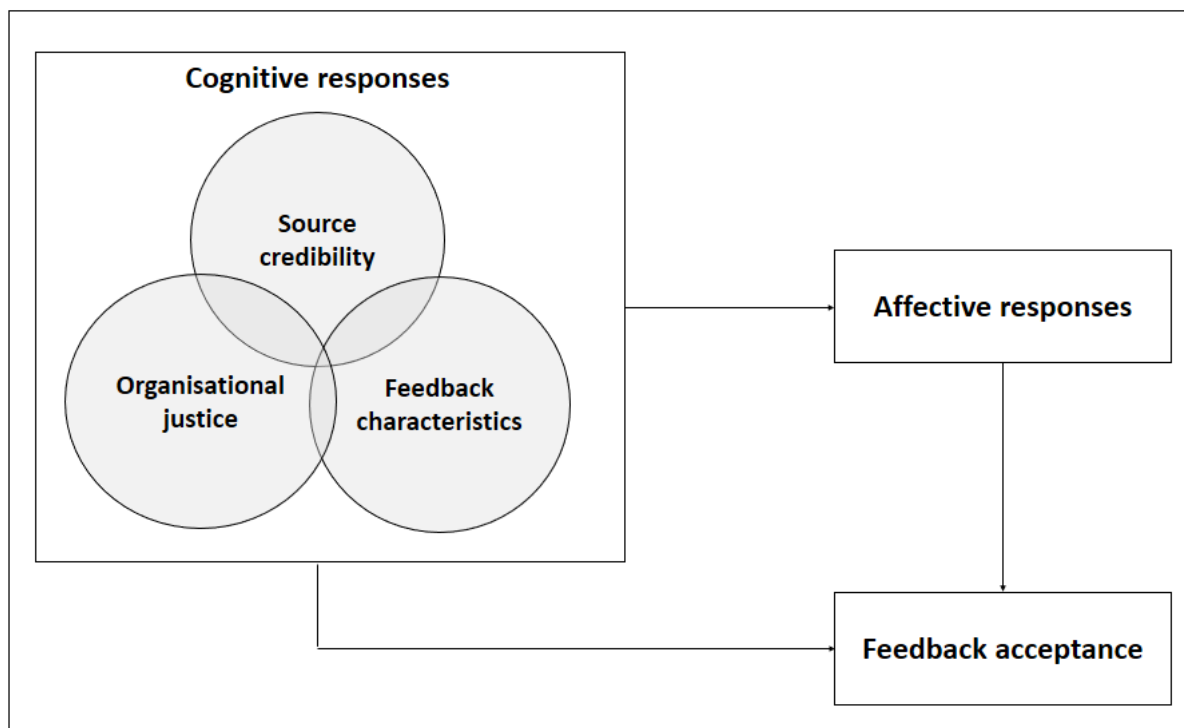 Cognitive responses
Source
credibility
Organisational
justice
Feedback
characteristics
Affective responses
Feedback acceptance